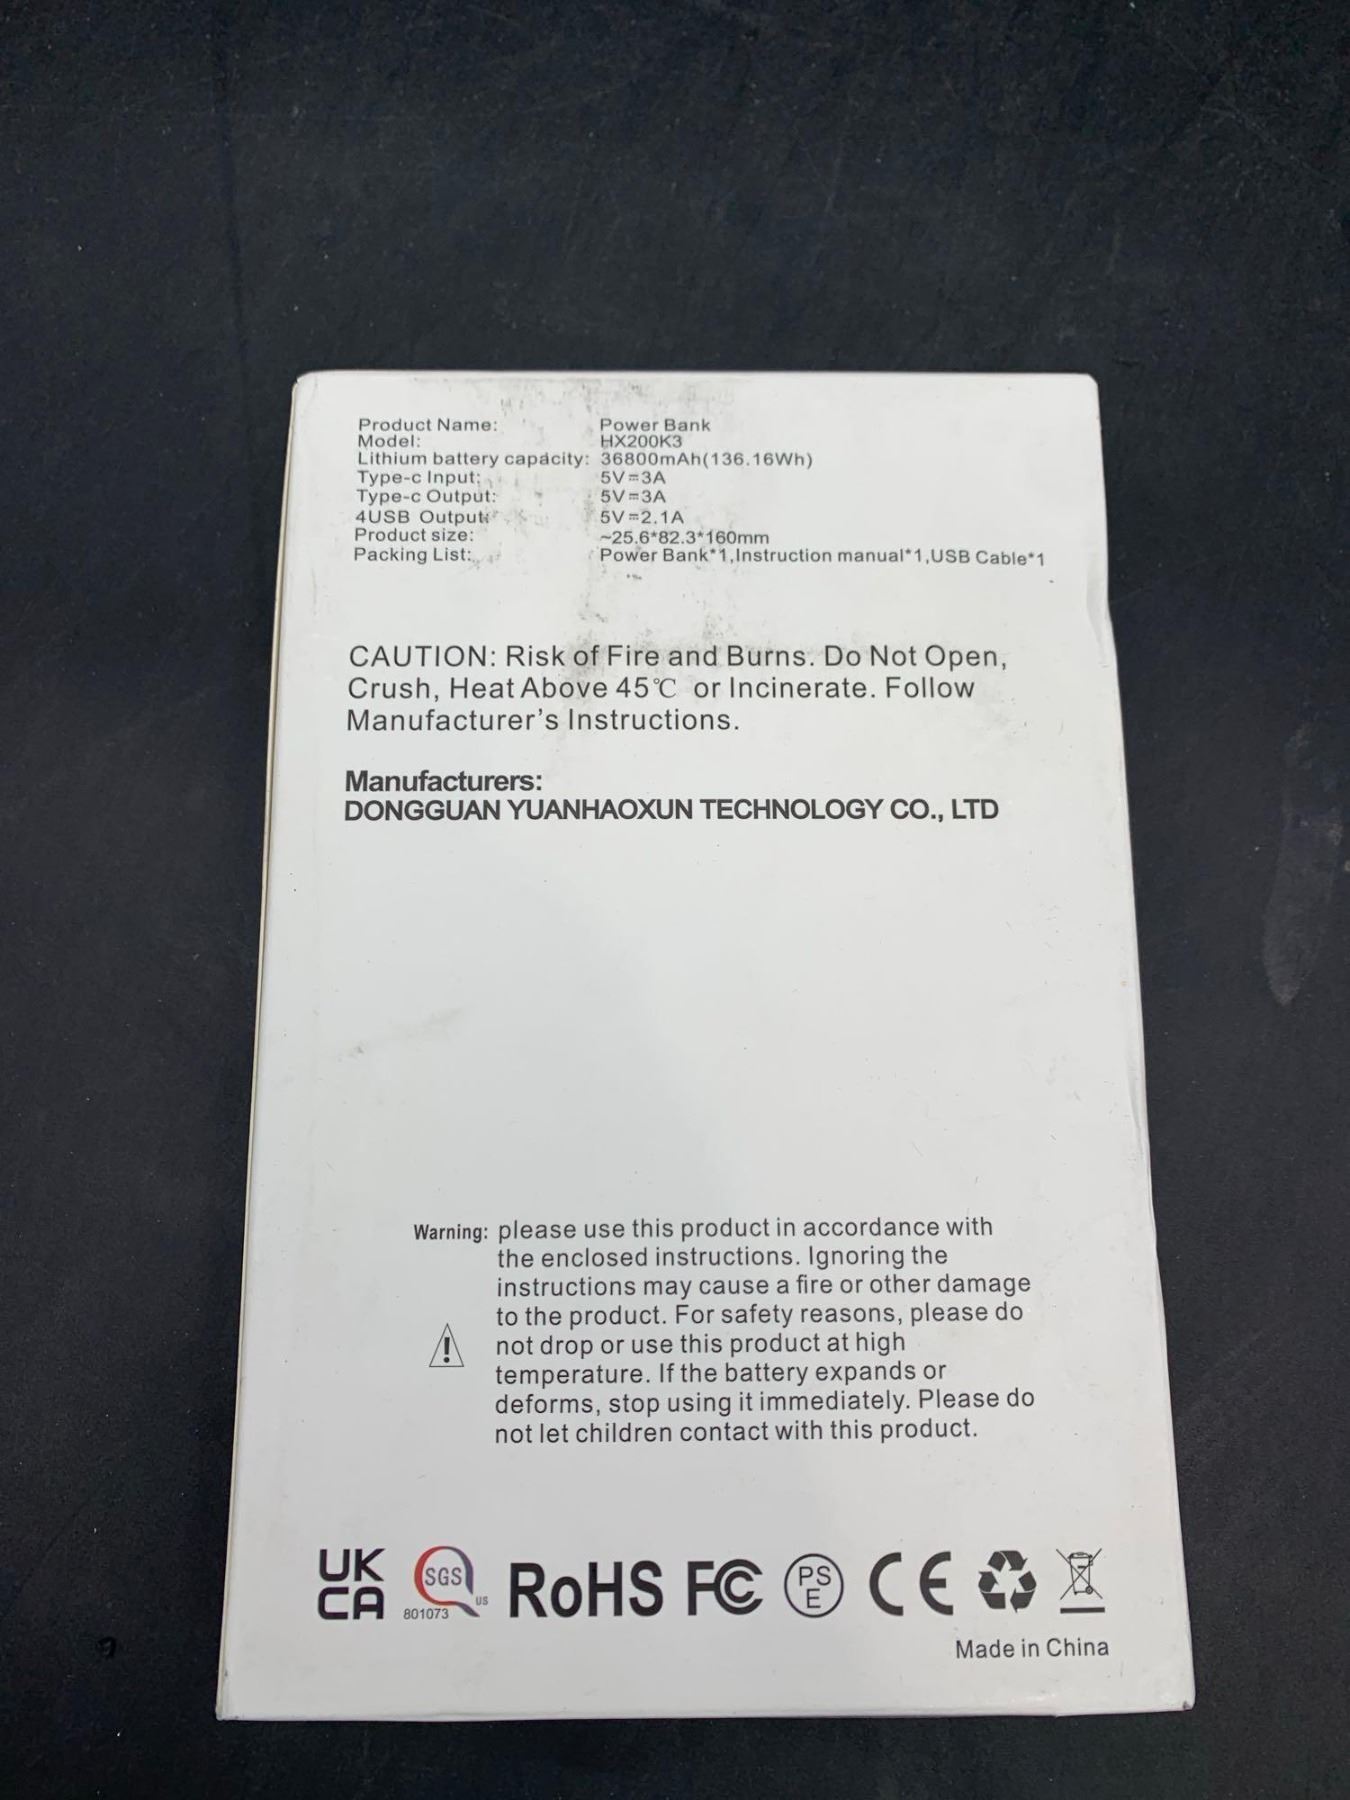 Product Name: Power Bank
Model: HX200K3
Lithium battery capacity: 36800mAh(136.16Wh)
Type-c Input: 5V⎓3A
Type-c Output: 5V⎓3A
4USB Output: 5V⎓2.1A
Product size: ~25.6*82.3*160mm
Packing List: Power Bank*1,Instruction manual*1,USB Cable*1
CAUTION: Risk of Fire and Burns. Do Not Open,
Crush, Heat Above 45℃ or Incinerate. Follow
Manufacturer's Instructions.
Manufacturers:
DONGGUAN YUANHAOXUN TECHNOLOGY CO., LTD
Warning: please use this product in accordance with
the enclosed instructions. Ignoring the
instructions may cause a fire or other damage
to the product. For safety reasons, please do
not drop or use this product at high
temperature. If the battery expands or
deforms, stop using it immediately. Please do
not let children contact with this product.
UK
CA
SGS
US
801073
RoHS FC PS
E
CE
Made in China